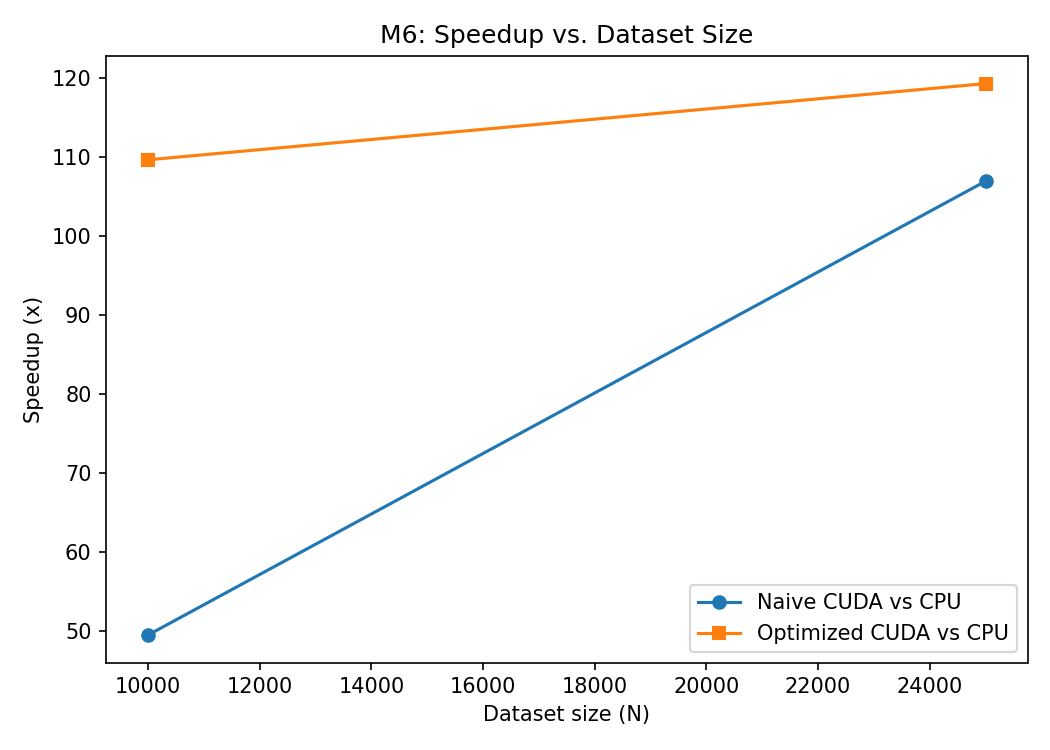 M6: Speedup vs. Dataset Size
120
110
100
90
80
70
60
50
Speedup (x)
10000 12000 14000 16000 18000 20000 22000 24000
Dataset size (N)
Naive CUDA vs CPU
Optimized CUDA vs CPU